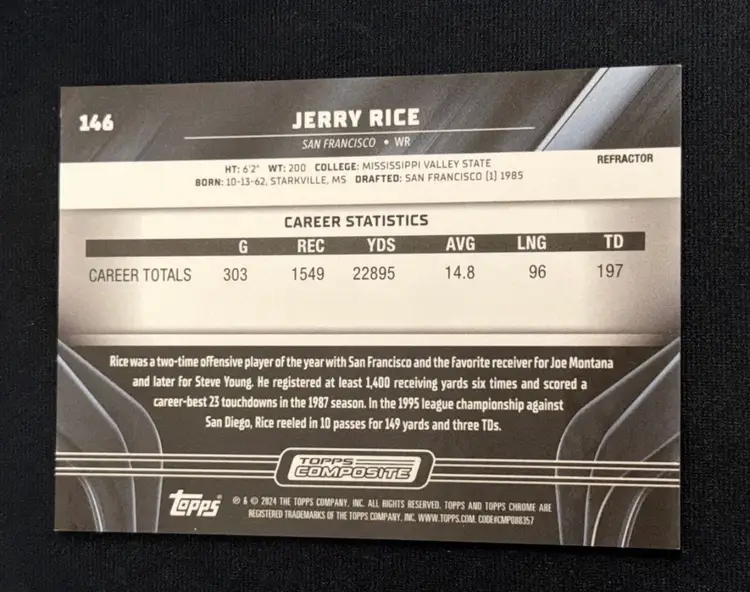 146
JERRY RICE
SAN FRANCISCO • WR
REFRACTOR
HT: 6'2" WT: 200 COLLEGE: MISSISSIPPI VALLEY STATE
BORN: 10-13-62, STARKVILLE, MS DRAFTED: SAN FRANCISCO (1) 1985
CAREER STATISTICS
G REC YDS AVG LNG TD
CAREER TOTALS 303 1549 22895 14.8 96 197
Rice was a two-time offensive player of the year with San Francisco and the favorite receiver for Joe Montana
and later for Steve Young. He registered at least 1,400 receiving yards six times and scored a
career-best 23 touchdowns in the 1987 season. In the 1995 league championship against
San Diego, Rice reeled in 10 passes for 149 yards and three TDs.
TOPPS
COMPOSITE
topps®
℗ & © 2024 THE TOPPS COMPANY, INC. ALL RIGHTS RESERVED. TOPPS AND TOPPS CHROME ARE
REGISTERED TRADEMARKS OF THE TOPPS COMPANY, INC. WWW.TOPPS.COM. CODE#CMP088357